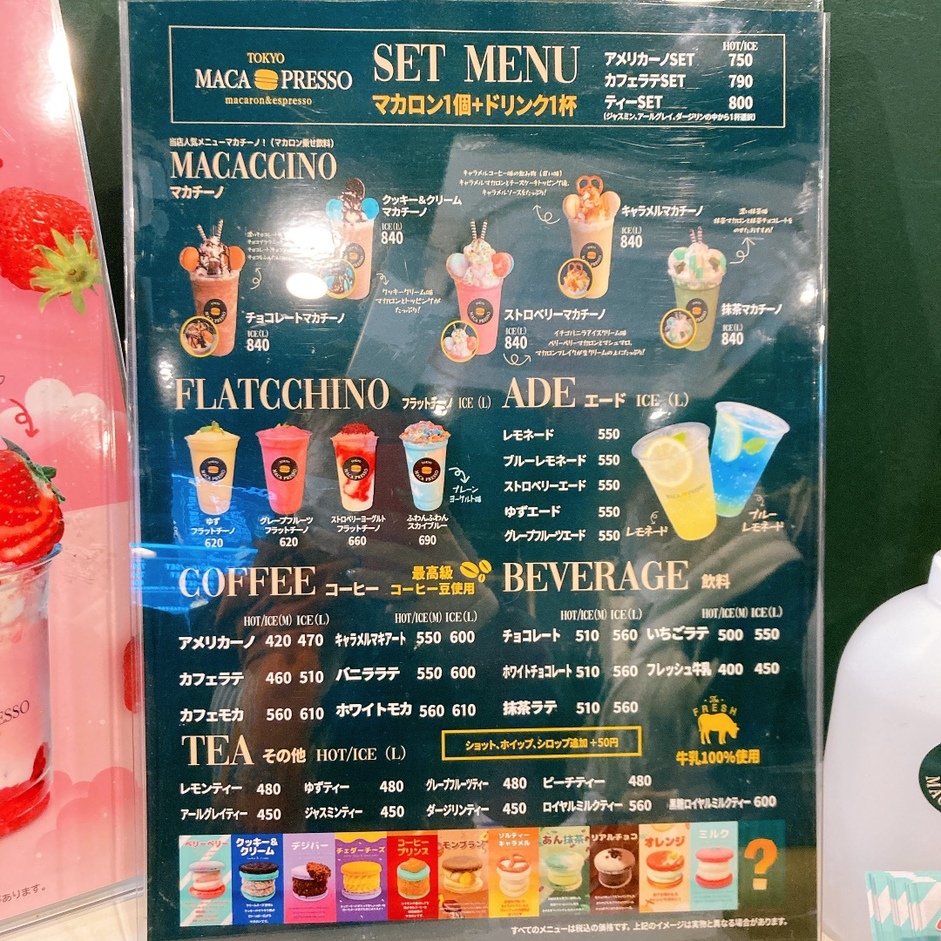 TOKYO
MACA PRESSO
macaron&espresso
SET MENU
マカロン1個+ドリンク1杯
HOT/ICE
アメリカーノSET 750
カフェラテSET 790
ティーSET 800
(ジャスミン、アールグレイ、ダージリンの中から1杯選択)
当店人気メニューマカチーノ!(マカロン乗せ飲料)
MACACCINO
マカチーノ
クッキー&クリーム
マカチーノ
ICE(L)
840
キャラメルマカチーノ
ICE(L)
840
チョコレートマカチーノ
ICE(L)
840
クッキークリーム味
マカロントッピングが
たっぷり!
ストロベリーマカチーノ
ICE(L)
840
抹茶マカチーノ
ICE(L)
840
FLATCCHINO フラットチーノ ICE (L)
ゆず
フラットチーノ
620
グレープフルーツ
フラットチーノ
620
ストロベリーヨーグルト
フラットチーノ
660
ふわんふわん
スカイブルー
690
プレーン
ヨーグルト味
ADE エード ICE (L)
レモネード 550
ブルーレモネード 550
ストロベリーエード 550
ゆずエード 550
グレープフルーツエード 550
レモネード
ブルー
レモネード
COFFEE コーヒー
最高級
コーヒー豆使用
HOT/ICE(M) ICE(L) HOT/ICE(M) ICE(L)
アメリカーノ 420 470 キャラメルマキアート 550 600
カフェラテ 460 510 バニララテ 550 600
カフェモカ 560 610 ホワイトモカ 560 610
BEVERAGE 飲料
HOT/ICE(M) ICE(L) HOT/ICE(M) ICE(L)
チョコレート 510 560 いちごラテ 500 550
ホワイトチョコレート 510 560 フレッシュ牛乳 400 450
抹茶ラテ 510 560
The
FRESH
牛乳100%使用
TEA その他 HOT/ICE (L)
ショット、ホイップ、シロップ追加 +50円
レモンティー 480 ゆずティー 480 グレープフルーツティー 480 ピーチティー 480
アールグレイティー 450 ジャスミンティー 450 ダージリンティー 450 ロイヤルミルクティー 560 黒糖ロイヤルミルクティー 600
ベリーベリー
クッキー&
クリーム
デジバー
チェダーチーズ
コーヒー
プリンス
モンブラン
ソルティー
キャラメル
あん抹茶
リアルチョコ
オレンジ
ミルク
?
すべてのメニューは税込の価格です。上記のイメージは実物と異なる場合があります。